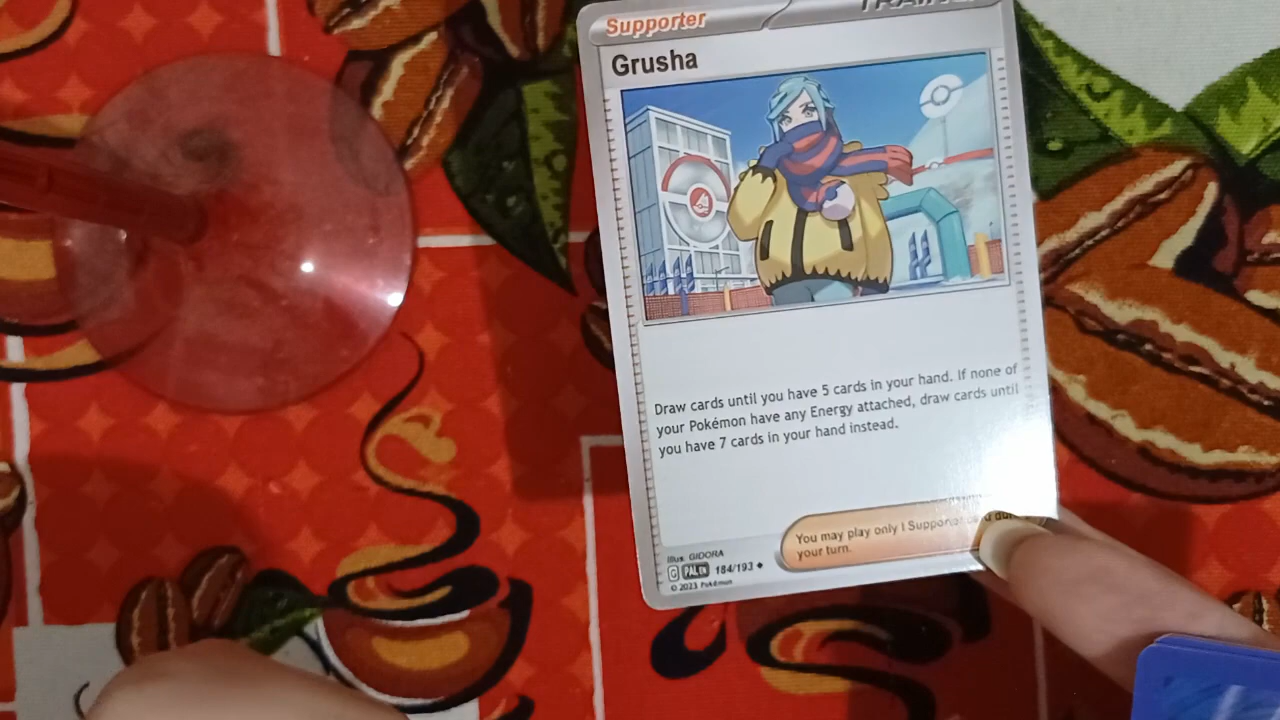 Supporter
Grusha
Draw cards until you have 5 cards in your hand. If none of
your Pokémon have any Energy attached, draw cards until
you have 7 cards in your hand instead.
You may play only 1 Supporter
your turn.
Illus. GIDORA
G PAL EN 184/193
© 2023 Pokémon